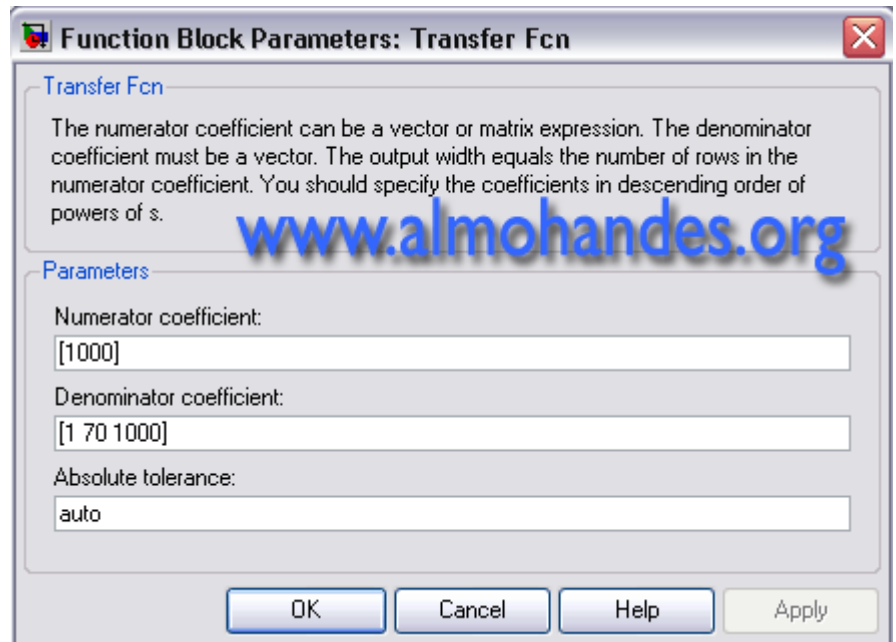 Function Block Parameters: Transfer Fcn
Transfer Fcn
The numerator coefficient can be a vector or matrix expression. The denominator
coefficient must be a vector. The output width equals the number of rows in the
numerator coefficient. You should specify the coefficients in descending order of
powers of s.
www.almohandes.org
Parameters
Numerator coefficient:
[1000]
Denominator coefficient:
[1 70 1000]
Absolute tolerance:
auto
OK Cancel Help Apply